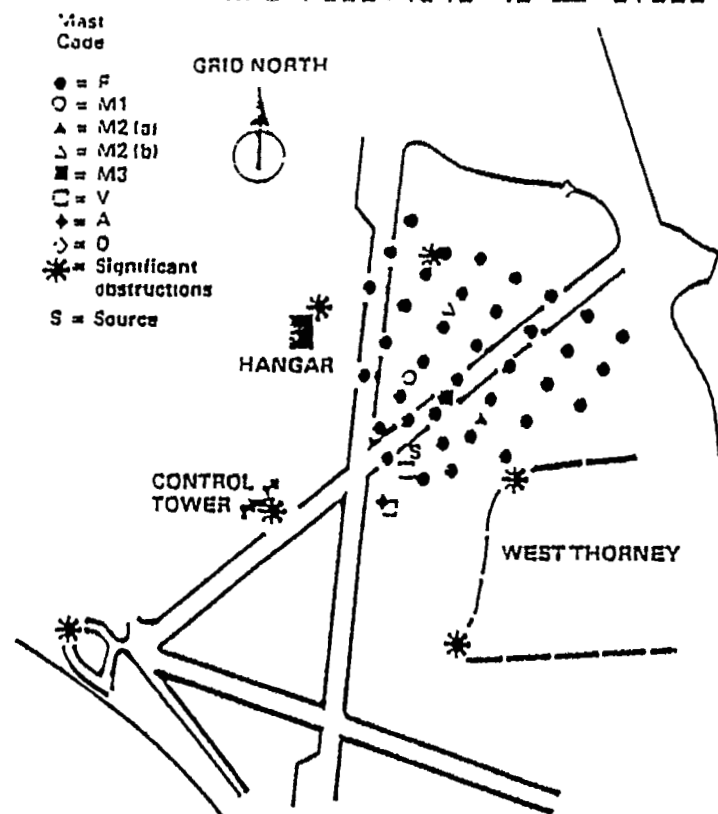 Mast
Code
GRID NORTH
● = F
○ = M1
▲ = M2 (a)
△ = M2 (b)
■ = M3
□ = V
◆ = A
◇ = O
Significant
obstructions
S = Source
HANGAR
S
CONTROL
TOWER
WEST THORNEY